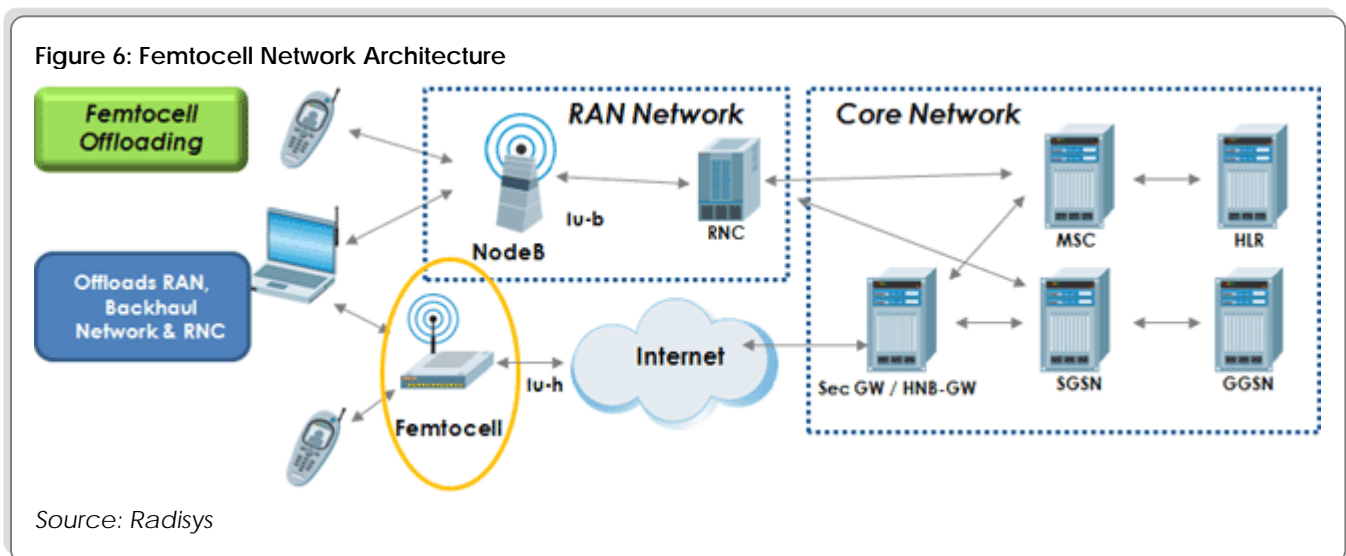 Figure 6: Femtocell Network Architecture
Femtocell
Offloading
RAN Network
Core Network
Iu-b
NodeB
RNC
MSC
HLR
Offloads RAN,
Backhaul
Network & RNC
Internet
Iu-h
Femtocell
Sec GW / HNB-GW
SGSN
GGSN
Source: Radisys